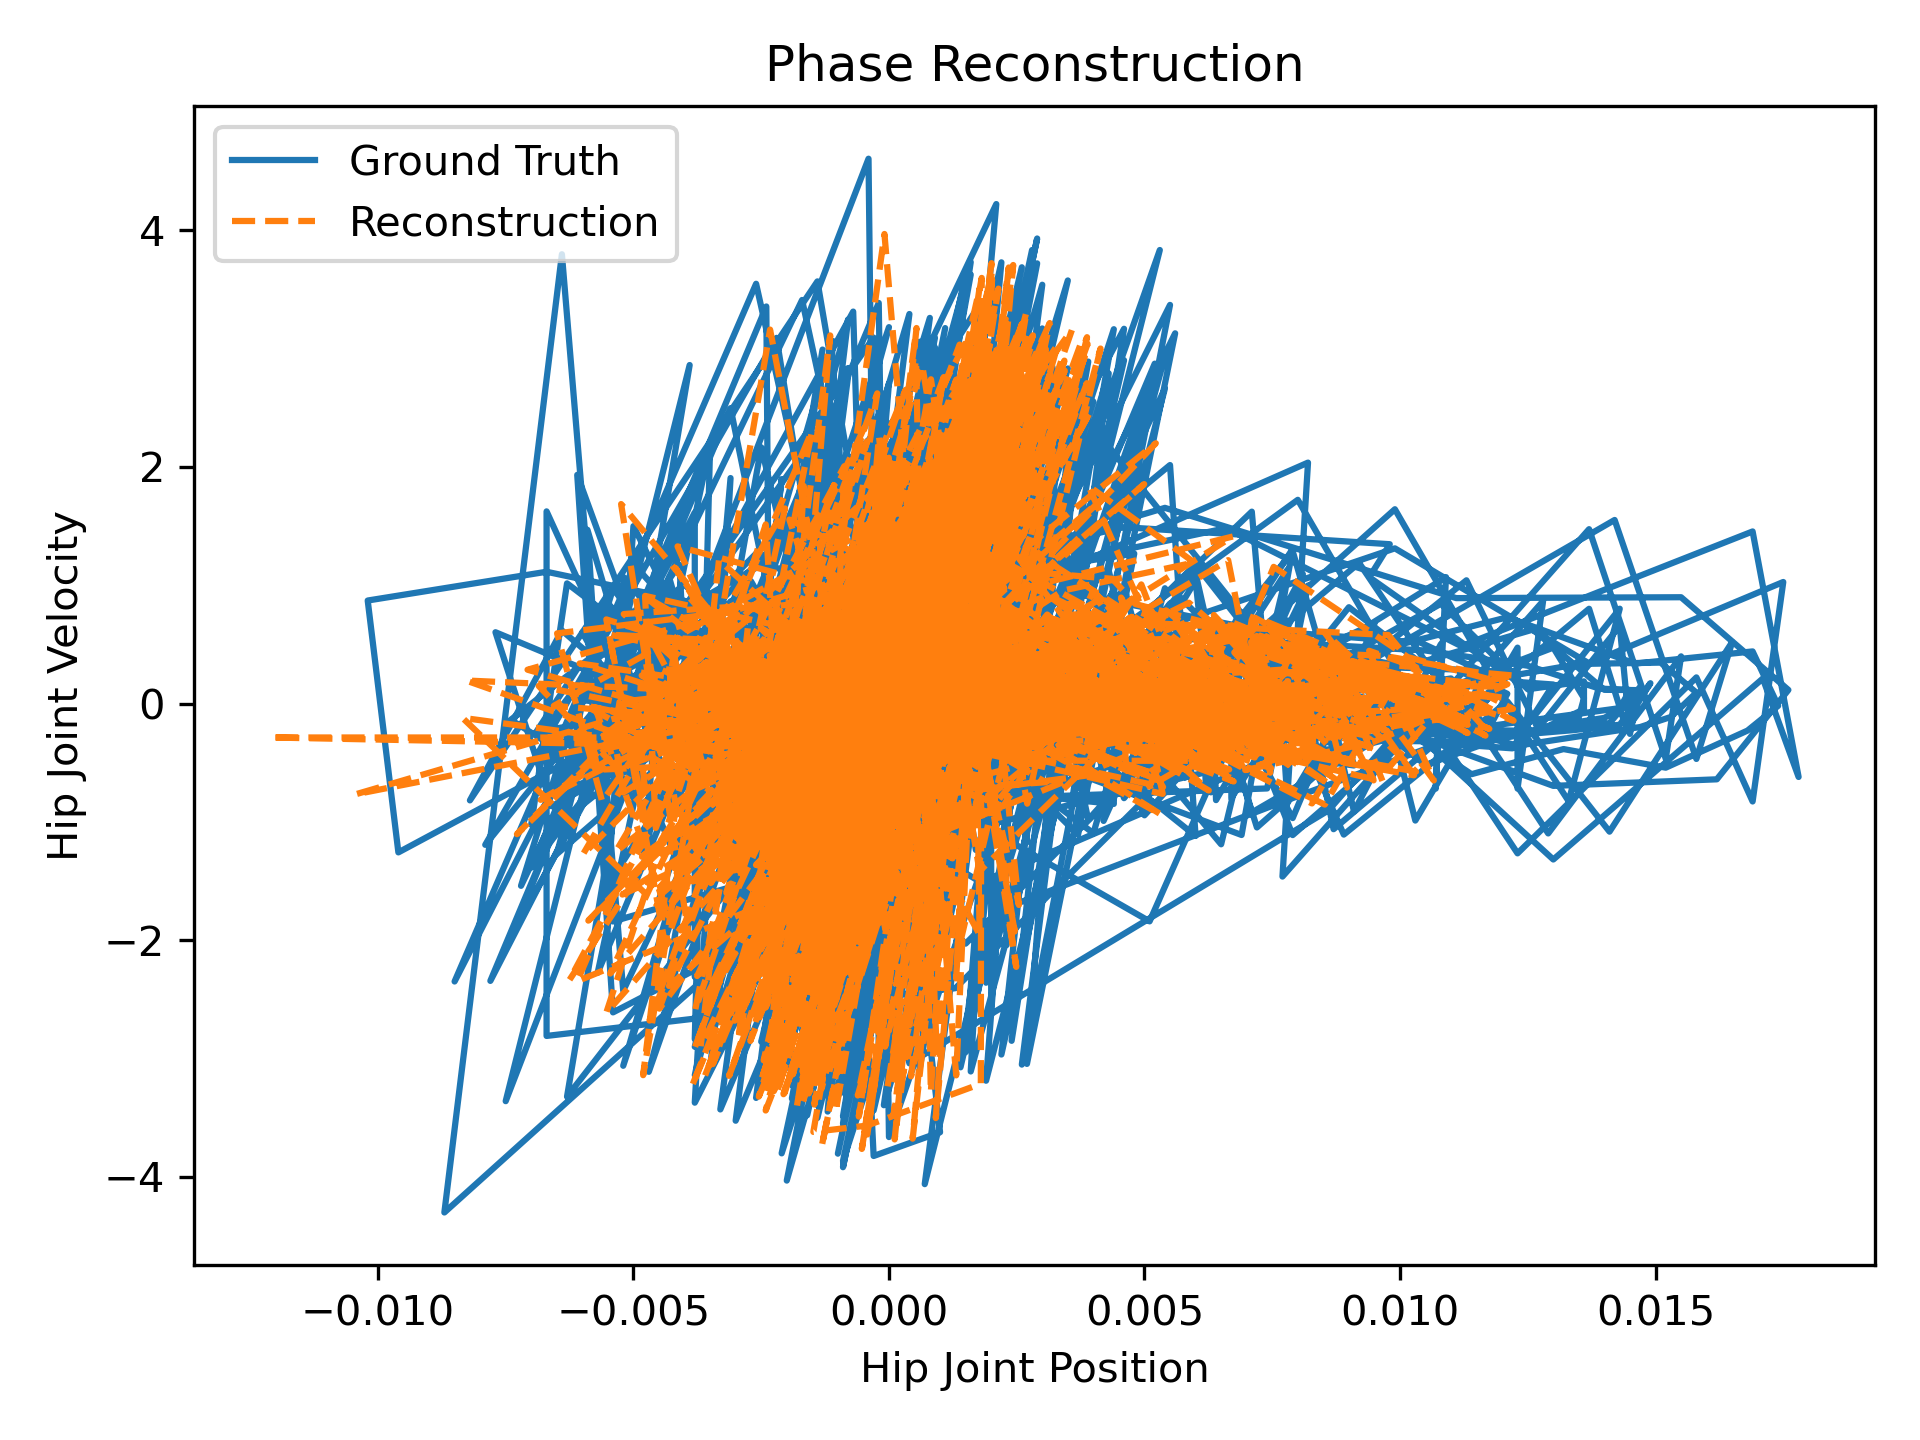 Phase Reconstruction
Ground Truth
Reconstruction
4
2
0
−2
−4
Hip Joint Velocity
−0.010
−0.005
0.000
0.005
0.010
0.015
Hip Joint Position